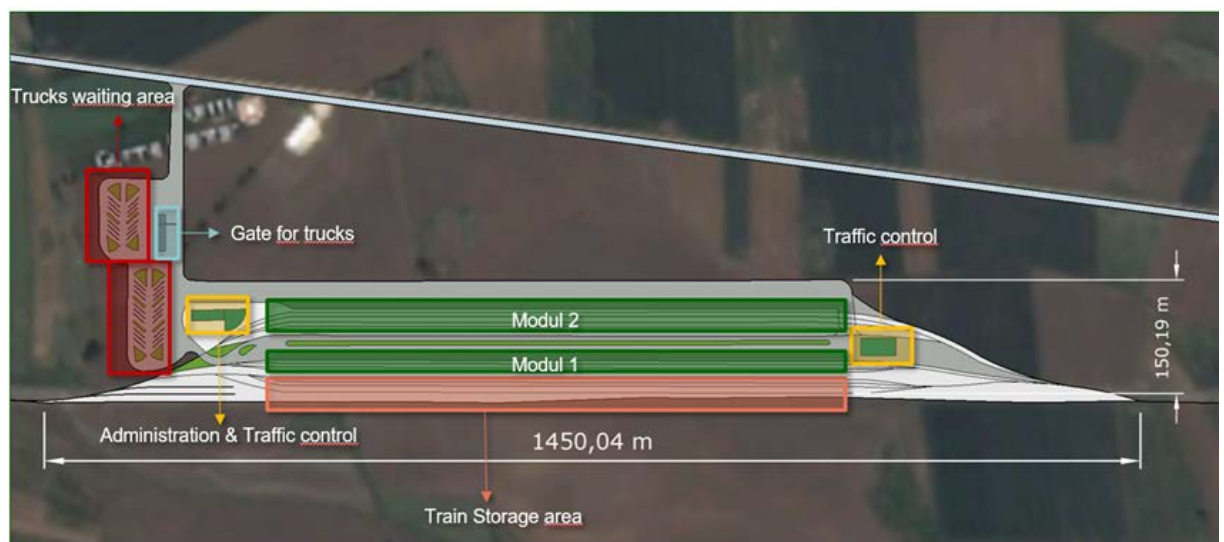 Trucks waiting area
Gate for trucks
Traffic control
Modul 2
150,19 m
Modul 1
Administration & Traffic control
1450,04 m
Train Storage area